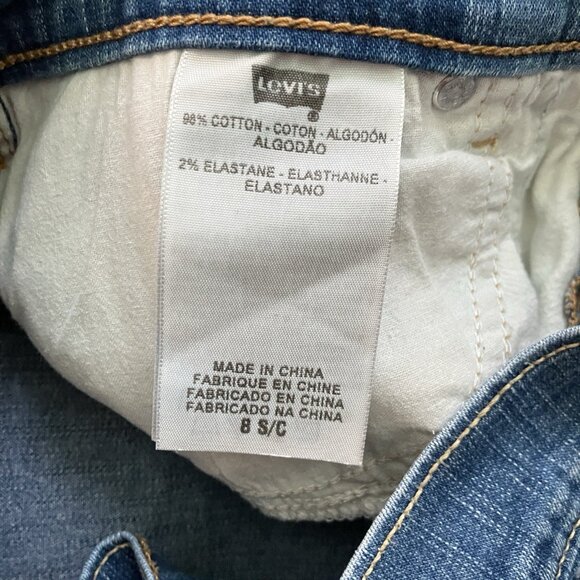 LEVI'S
®
98% COTTON - COTON - ALGODÓN -
ALGODÃO
2% ELASTANE - ELASTHANNE -
ELASTANO
MADE IN CHINA
FABRIQUE EN CHINE
FABRICADO EN CHINA
FABRICADO NA CHINA
8 S/C